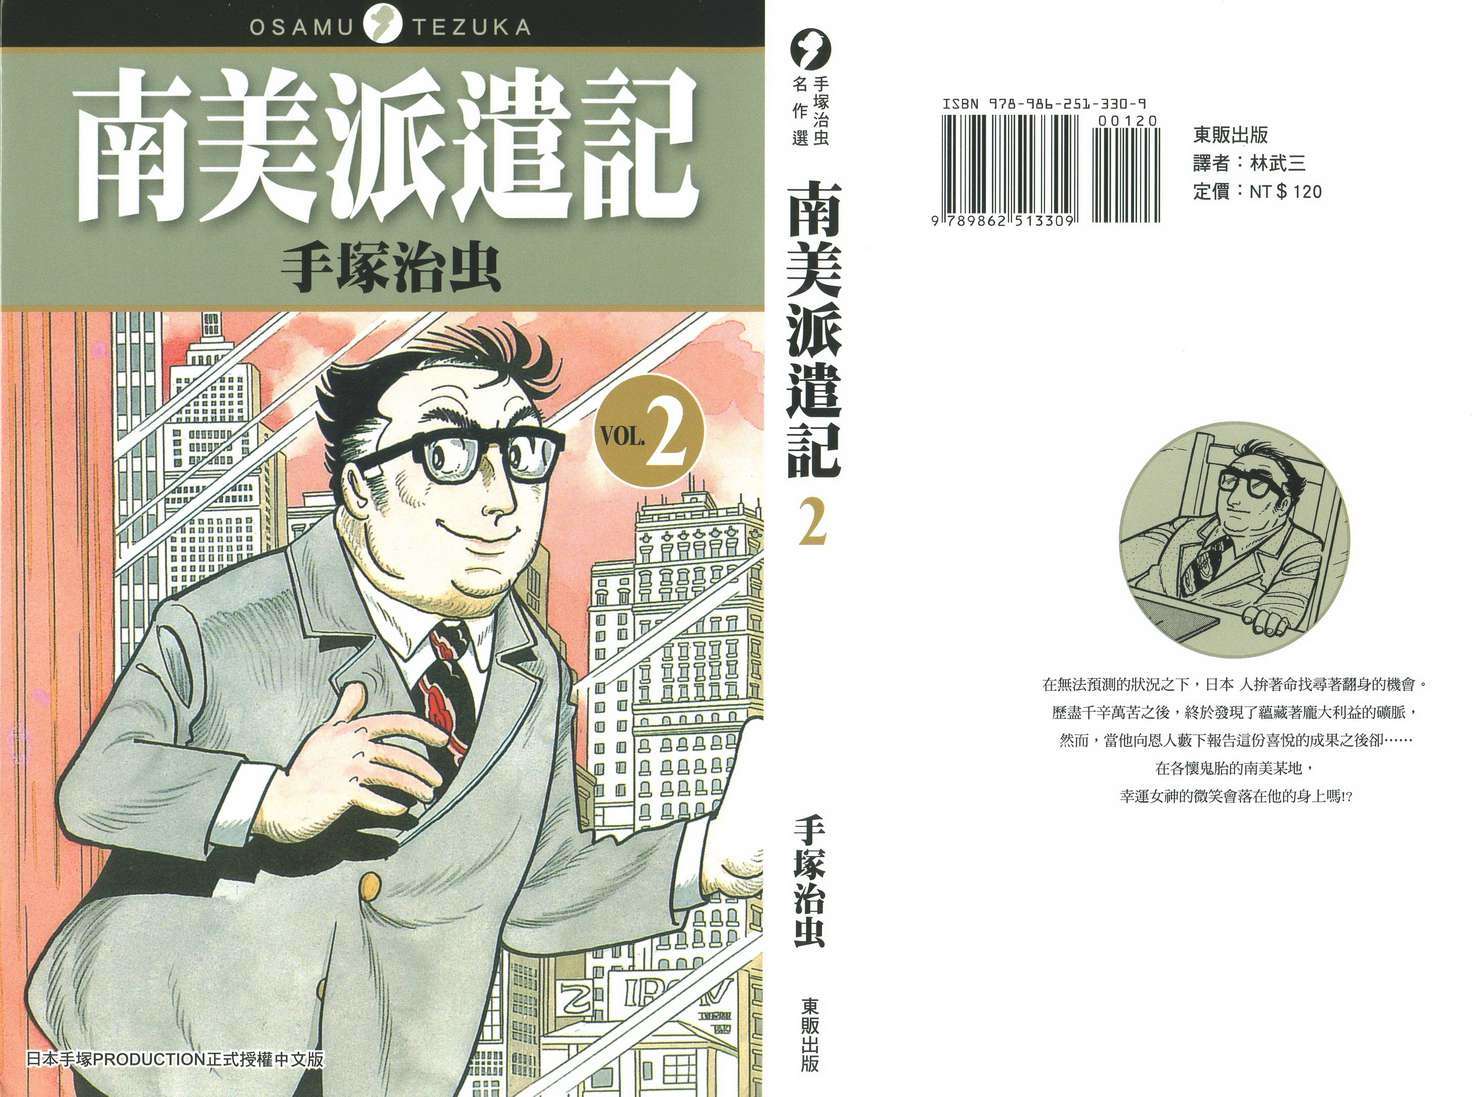 OSAMU TEZUKA
南美派遣記
手塚治虫
VOL. 2
日本手塚PRODUCTION正式授權中文版
手塚治虫
名作選
南美派遣記
2
手塚治虫
東販出版
ISBN 978-986-251-330-9
00120
9 789862 513309
東販出版
譯者：林武三
定價：NT＄120
在無法預測的狀況之下，日本 人拚著命找尋著翻身的機會。
歷盡千辛萬苦之後，終於發現了蘊藏著龐大利益的礦脈，
然而，當他向恩人藪下報告這份喜悅的成果之後卻……
在各懷鬼胎的南美某地，
幸運女神的微笑會落在他的身上嗎!?